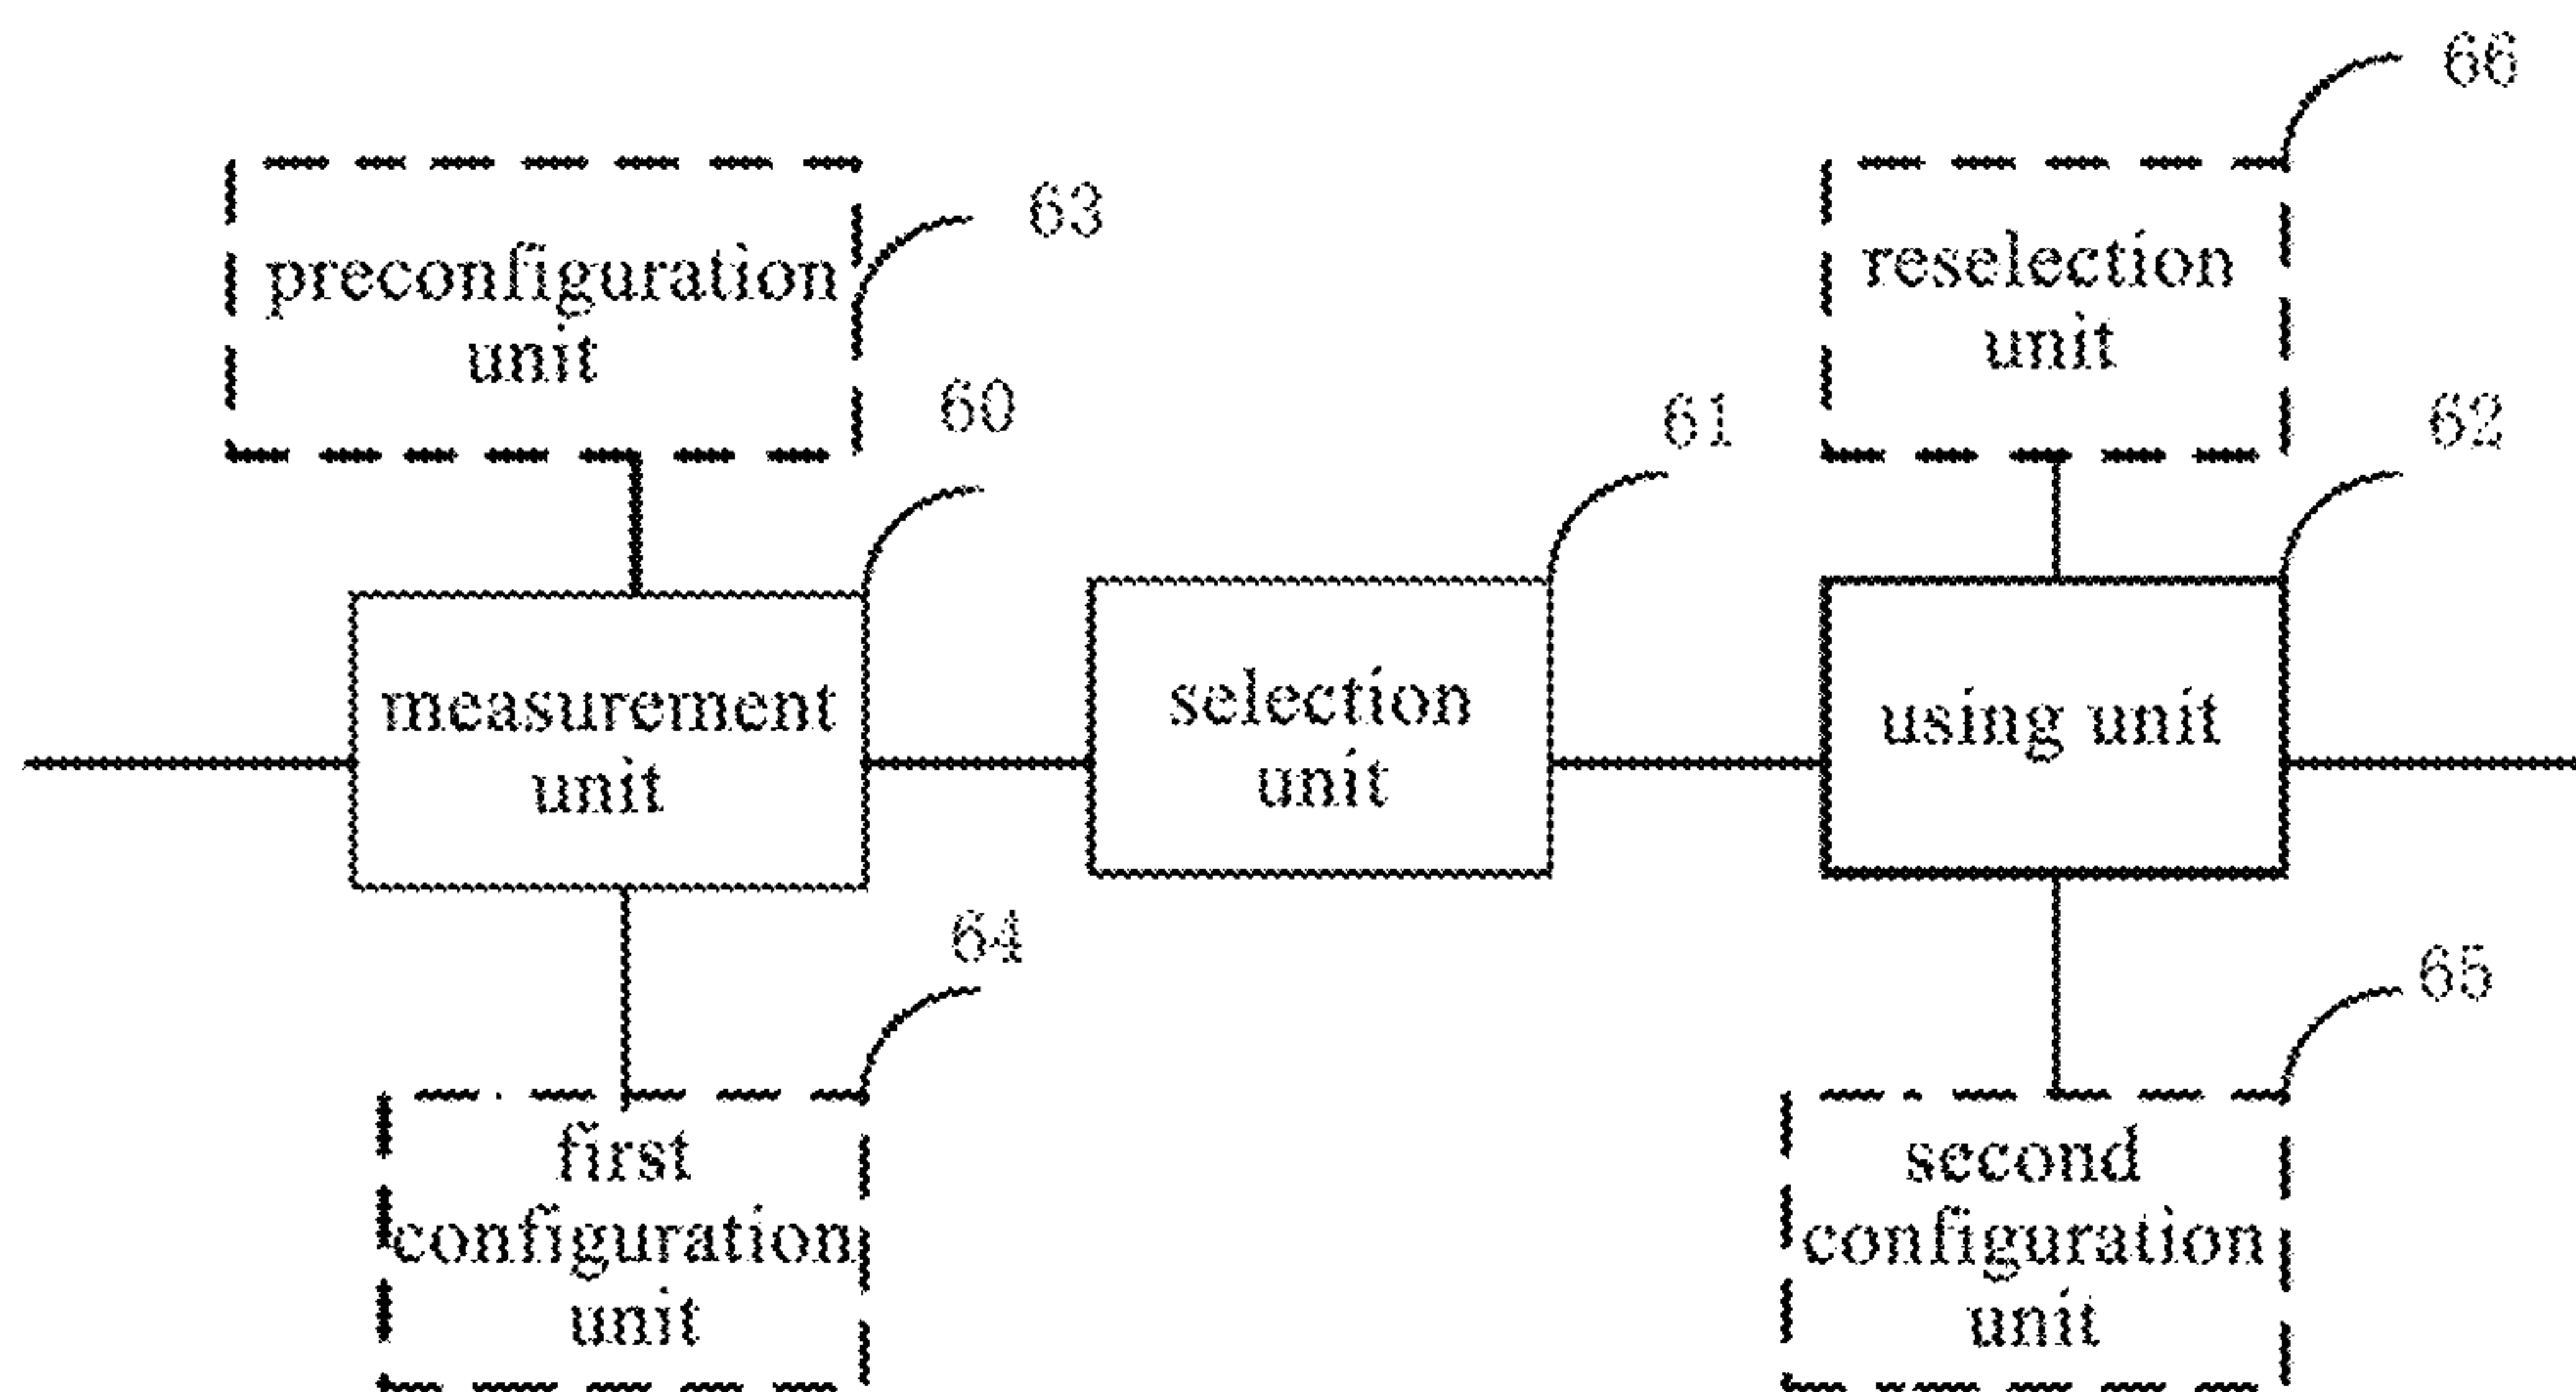 66
63
preconfiguration
unit
reselection
unit
60
61
62
measurement
unit
selection
unit
using unit
64
65
first
configuration
unit
second
configuration
unit